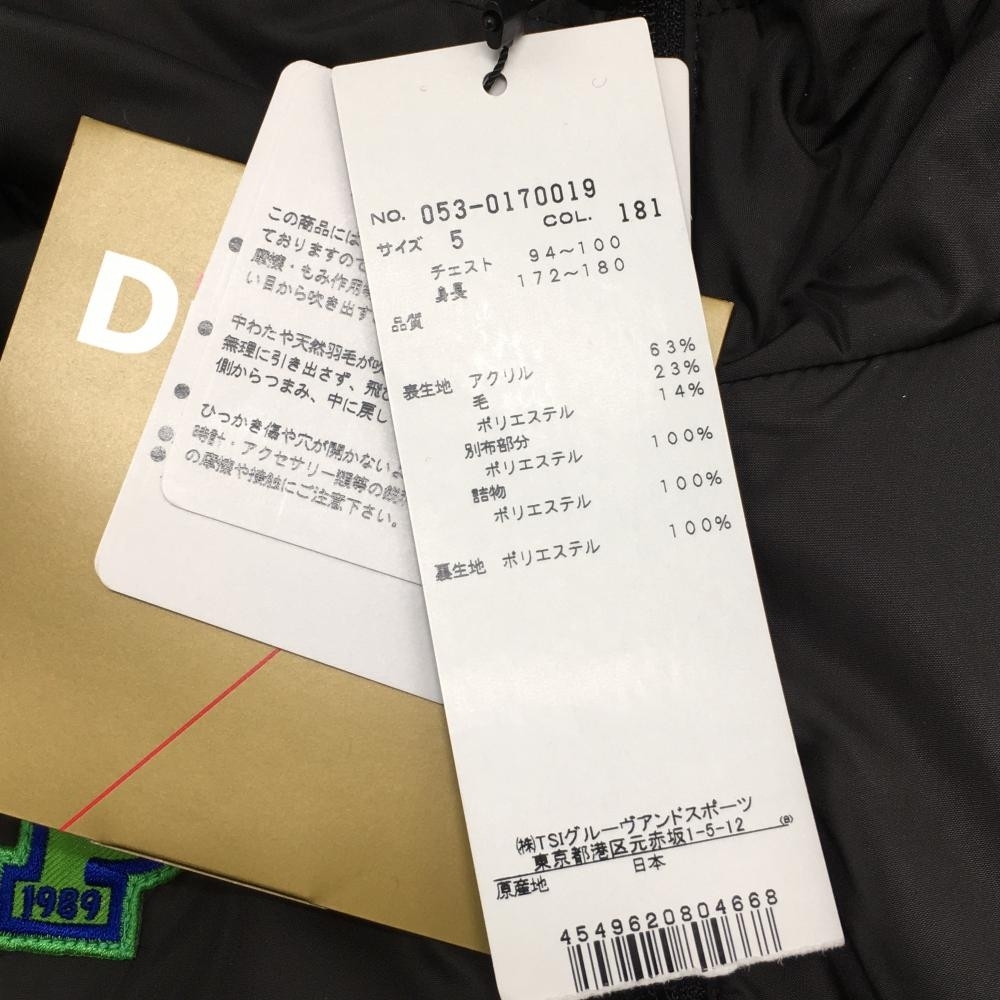 NO. 053-0170019
COL. 181
サイズ 5
チェスト 94～100
身長 172～180
品質
63%
表生地 アクリル 23%
毛 14%
ポリエステル
別布部分 100%
ポリエステル
詰物 100%
ポリエステル
100%
裏生地 ポリエステル
㈱TSIグルーヴアンドスポーツ
東京都港区元赤坂1-5-12 (B)
日本
原産地
4549620804668
この商品には
ておりますので
摩擦・もみ作用等
い目から吹き出す
中わたや天然羽毛が吹
無理に引き出さず、飛び
側からつまみ、中に戻し
ひっかき傷や穴が開かない
時計・アクセサリー類等の
の摩擦や接触にご注意下さい。
D
1989